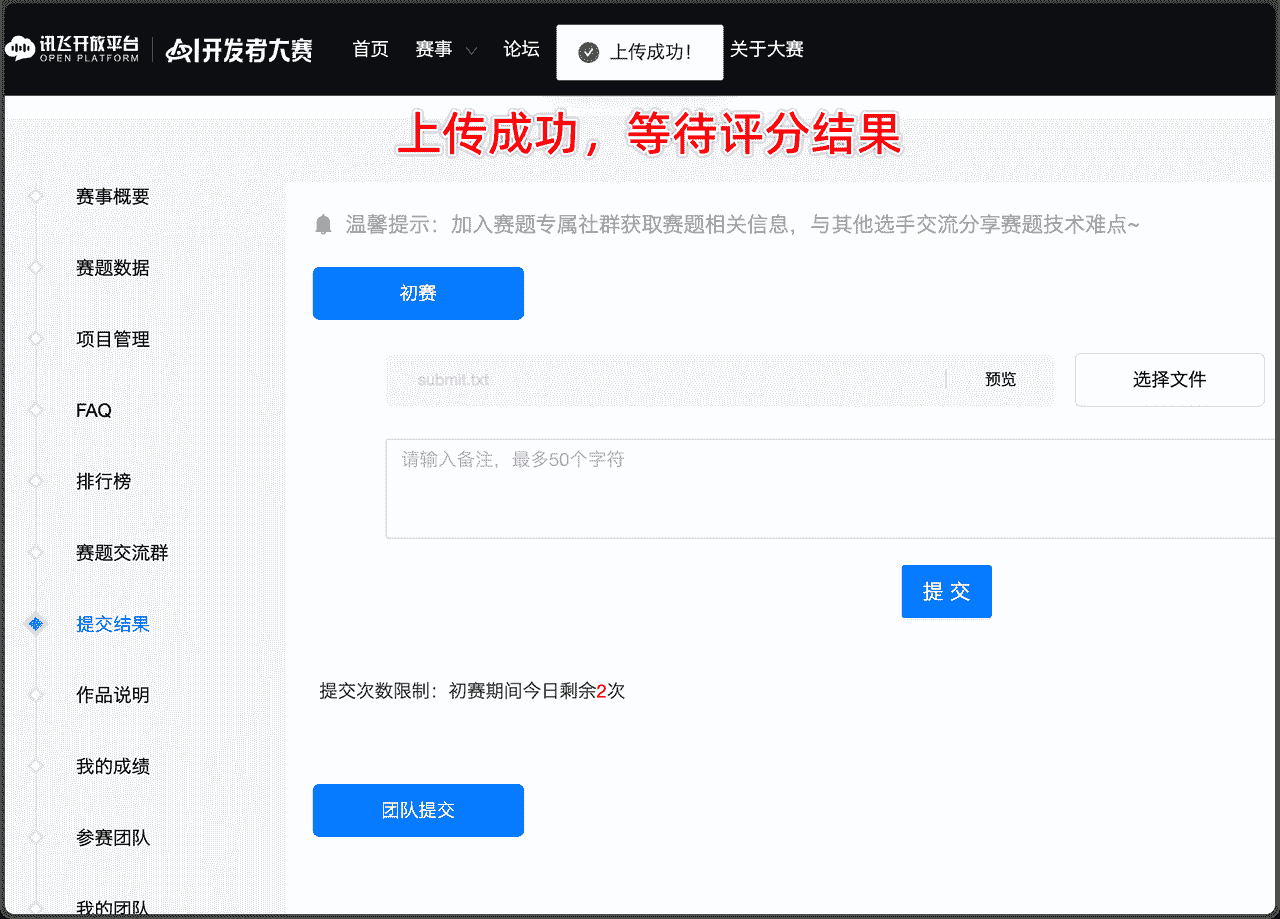 讯飞开放平台
OPEN PLATFORM
AI开发者大赛
首页
赛事
论坛
上传成功!
关于大赛
上传成功，等待评分结果
赛事概要
赛题数据
项目管理
FAQ
排行榜
赛题交流群
提交结果
作品说明
我的成绩
参赛团队
我的团队
温馨提示：加入赛题专属社群获取赛题相关信息，与其他选手交流分享赛题技术难点~
初赛
submit.txt
预览
选择文件
请输入备注，最多50个字符
提 交
提交次数限制：初赛期间今日剩余2次
团队提交